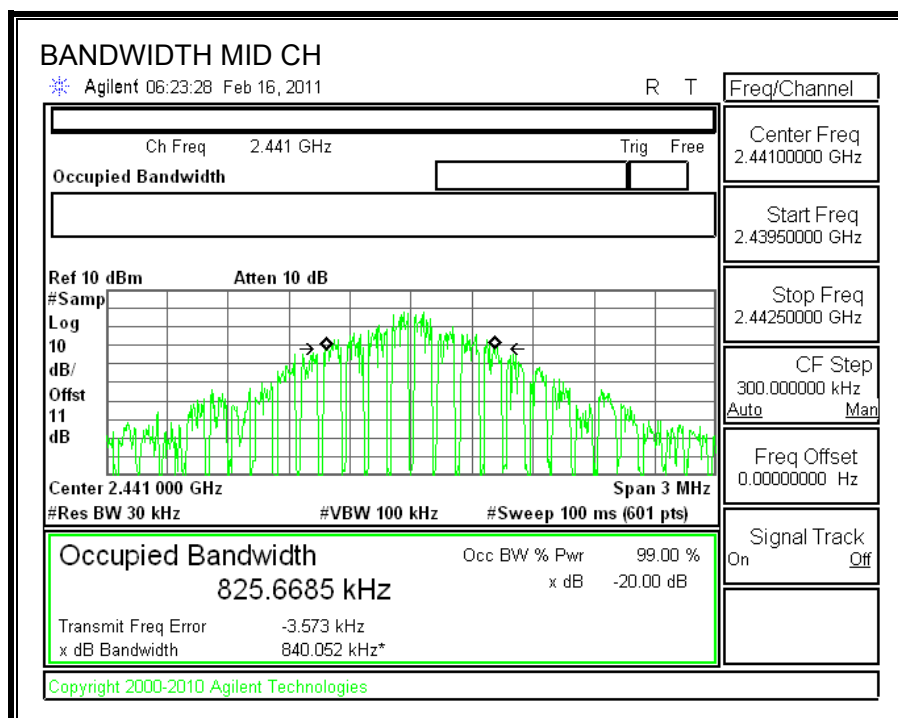 BANDWIDTH MID CH
Agilent 06:23:28 Feb 16, 2011 R T
Freq/Channel
Ch Freq 2.441 GHz Trig Free
Occupied Bandwidth
Center Freq
2.44100000 GHz
Start Freq
2.43950000 GHz
Stop Freq
2.44250000 GHz
CF Step
300.000000 kHz
Auto Man
Freq Offset
0.00000000 Hz
Signal Track
On Off
Ref 10 dBm Atten 10 dB
#Samp
Log
10
dB/
Offst
11
dB
Center 2.441 000 GHz Span 3 MHz
#Res BW 30 kHz #VBW 100 kHz #Sweep 100 ms (601 pts)
Occupied Bandwidth
825.6685 kHz
Occ BW % Pwr 99.00 %
x dB -20.00 dB
Transmit Freq Error -3.573 kHz
x dB Bandwidth 840.052 kHz*
Copyright 2000-2010 Agilent Technologies